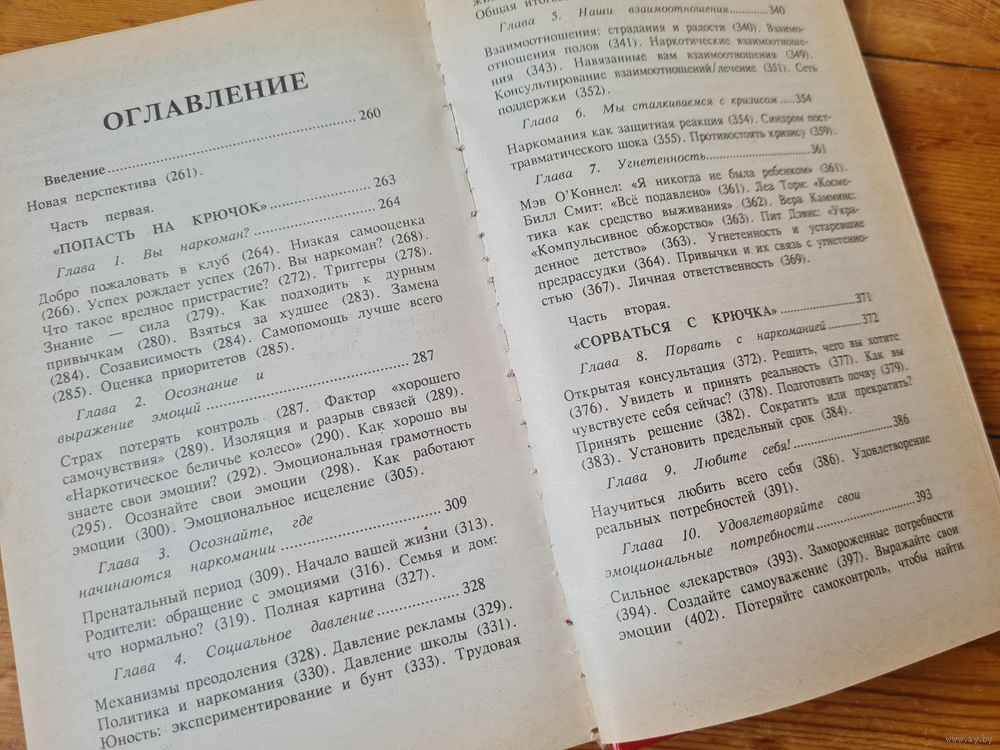 ОГЛАВЛЕНИЕ
Введение.......................................................... 260
Новая перспектива (261).
Часть первая.
«ПОПАСТЬ НА КРЮЧОК».................... 263
Глава 1. Вы наркоман? ........................ 264
Добро пожаловать в клуб (264). Низкая самооценка
(266). Успех рождает успех (267). Вы наркоман? (268).
Что такое вредное пристрастие? (272). Триггеры (278).
Знание — сила (279). Как подходить к дурным
привычкам (280). Взяться за худшее (283). Замена
(284). Созависимость (284). Самопомощь лучше всего
(285). Оценка приоритетов (285).
Глава 2. Осознание и
выражение эмоций ................................ 287
Страх потерять контроль (287. Фактор «хорошего
самочувствия» (289). Изоляция и разрыв связей (289).
«Наркотическое беличье колесо» (290). Как хорошо вы
знаете свои эмоции? (292). Эмоциональная грамотность
(295). Осознайте свои эмоции (298). Как работают
эмоции (300). Эмоциональное исцеление (305).
Глава 3. Осознайте, где
начинаются наркомании ......................... 309
Пренатальный период (309). Начало вашей жизни (313).
Родители: обращение с эмоциями (316). Семья и дом:
что нормально? (319). Полная картина (327).
Глава 4. Социальное давление ................ 328
Механизмы преодоления (328). Давление рекламы (329).
Политика и наркомания (330). Давление школы (331).
Юность: экспериментирование и бунт (333). Трудовая
Общая
Глава 5. Наши взаимоотношения............. 340
Взаимоотношения: страдания и радости (340). Взаимо-
отношения полов (341). Наркотические взаимоотноше-
ния (343). Навязанные вам взаимоотношения (349).
Консультирование взаимоотношений/лечение (351). Сеть
поддержки (352).
Глава 6. Мы сталкиваемся с кризисом .....354
Наркомания как защитная реакция (354). Синдром пост-
травматического шока (355). Противостоять кризису (359).
Глава 7. Угнетенность.......................361
Мэв О’Коннел: «Я никогда не была ребенком» (361).
Билл Смит: «Всё подавлено» (361). Леа Торн: «Косме-
тика как средство выживания» (362). Вера Камминс:
«Компульсивное обжорство» (363). Пит Дэвис: «Укра-
денное детство» (363). Угнетенность и устаревшие
предрассудки (364). Привычки и их связь с угнетенно-
стью (367). Личная ответственность (369).
Часть вторая.
«СОРВАТЬСЯ С КРЮЧКА» ................371
Глава 8. Порвать с наркоманией ...........372
Открытая консультация (372). Решить, чего вы хотите
(376). Увидеть и принять реальность (377). Как вы
чувствуете себя сейчас? (378). Подготовить почву (379).
Принять решение (382). Сократить или прекратить?
(383). Установить предельный срок (384).
Глава 9. Любите себя!.........................386
Научиться любить всего себя (386). Удовлетворение
реальных потребностей (391).
Глава 10. Удовлетворяйте свои
эмоциональные потребности.....................393
Сильное «лекарство» (393). Замороженные потребности
(394). Создайте самоуважение (397). Выражайте свои
эмоции (402). Потеряйте самоконтроль, чтобы найти
www.ay.by